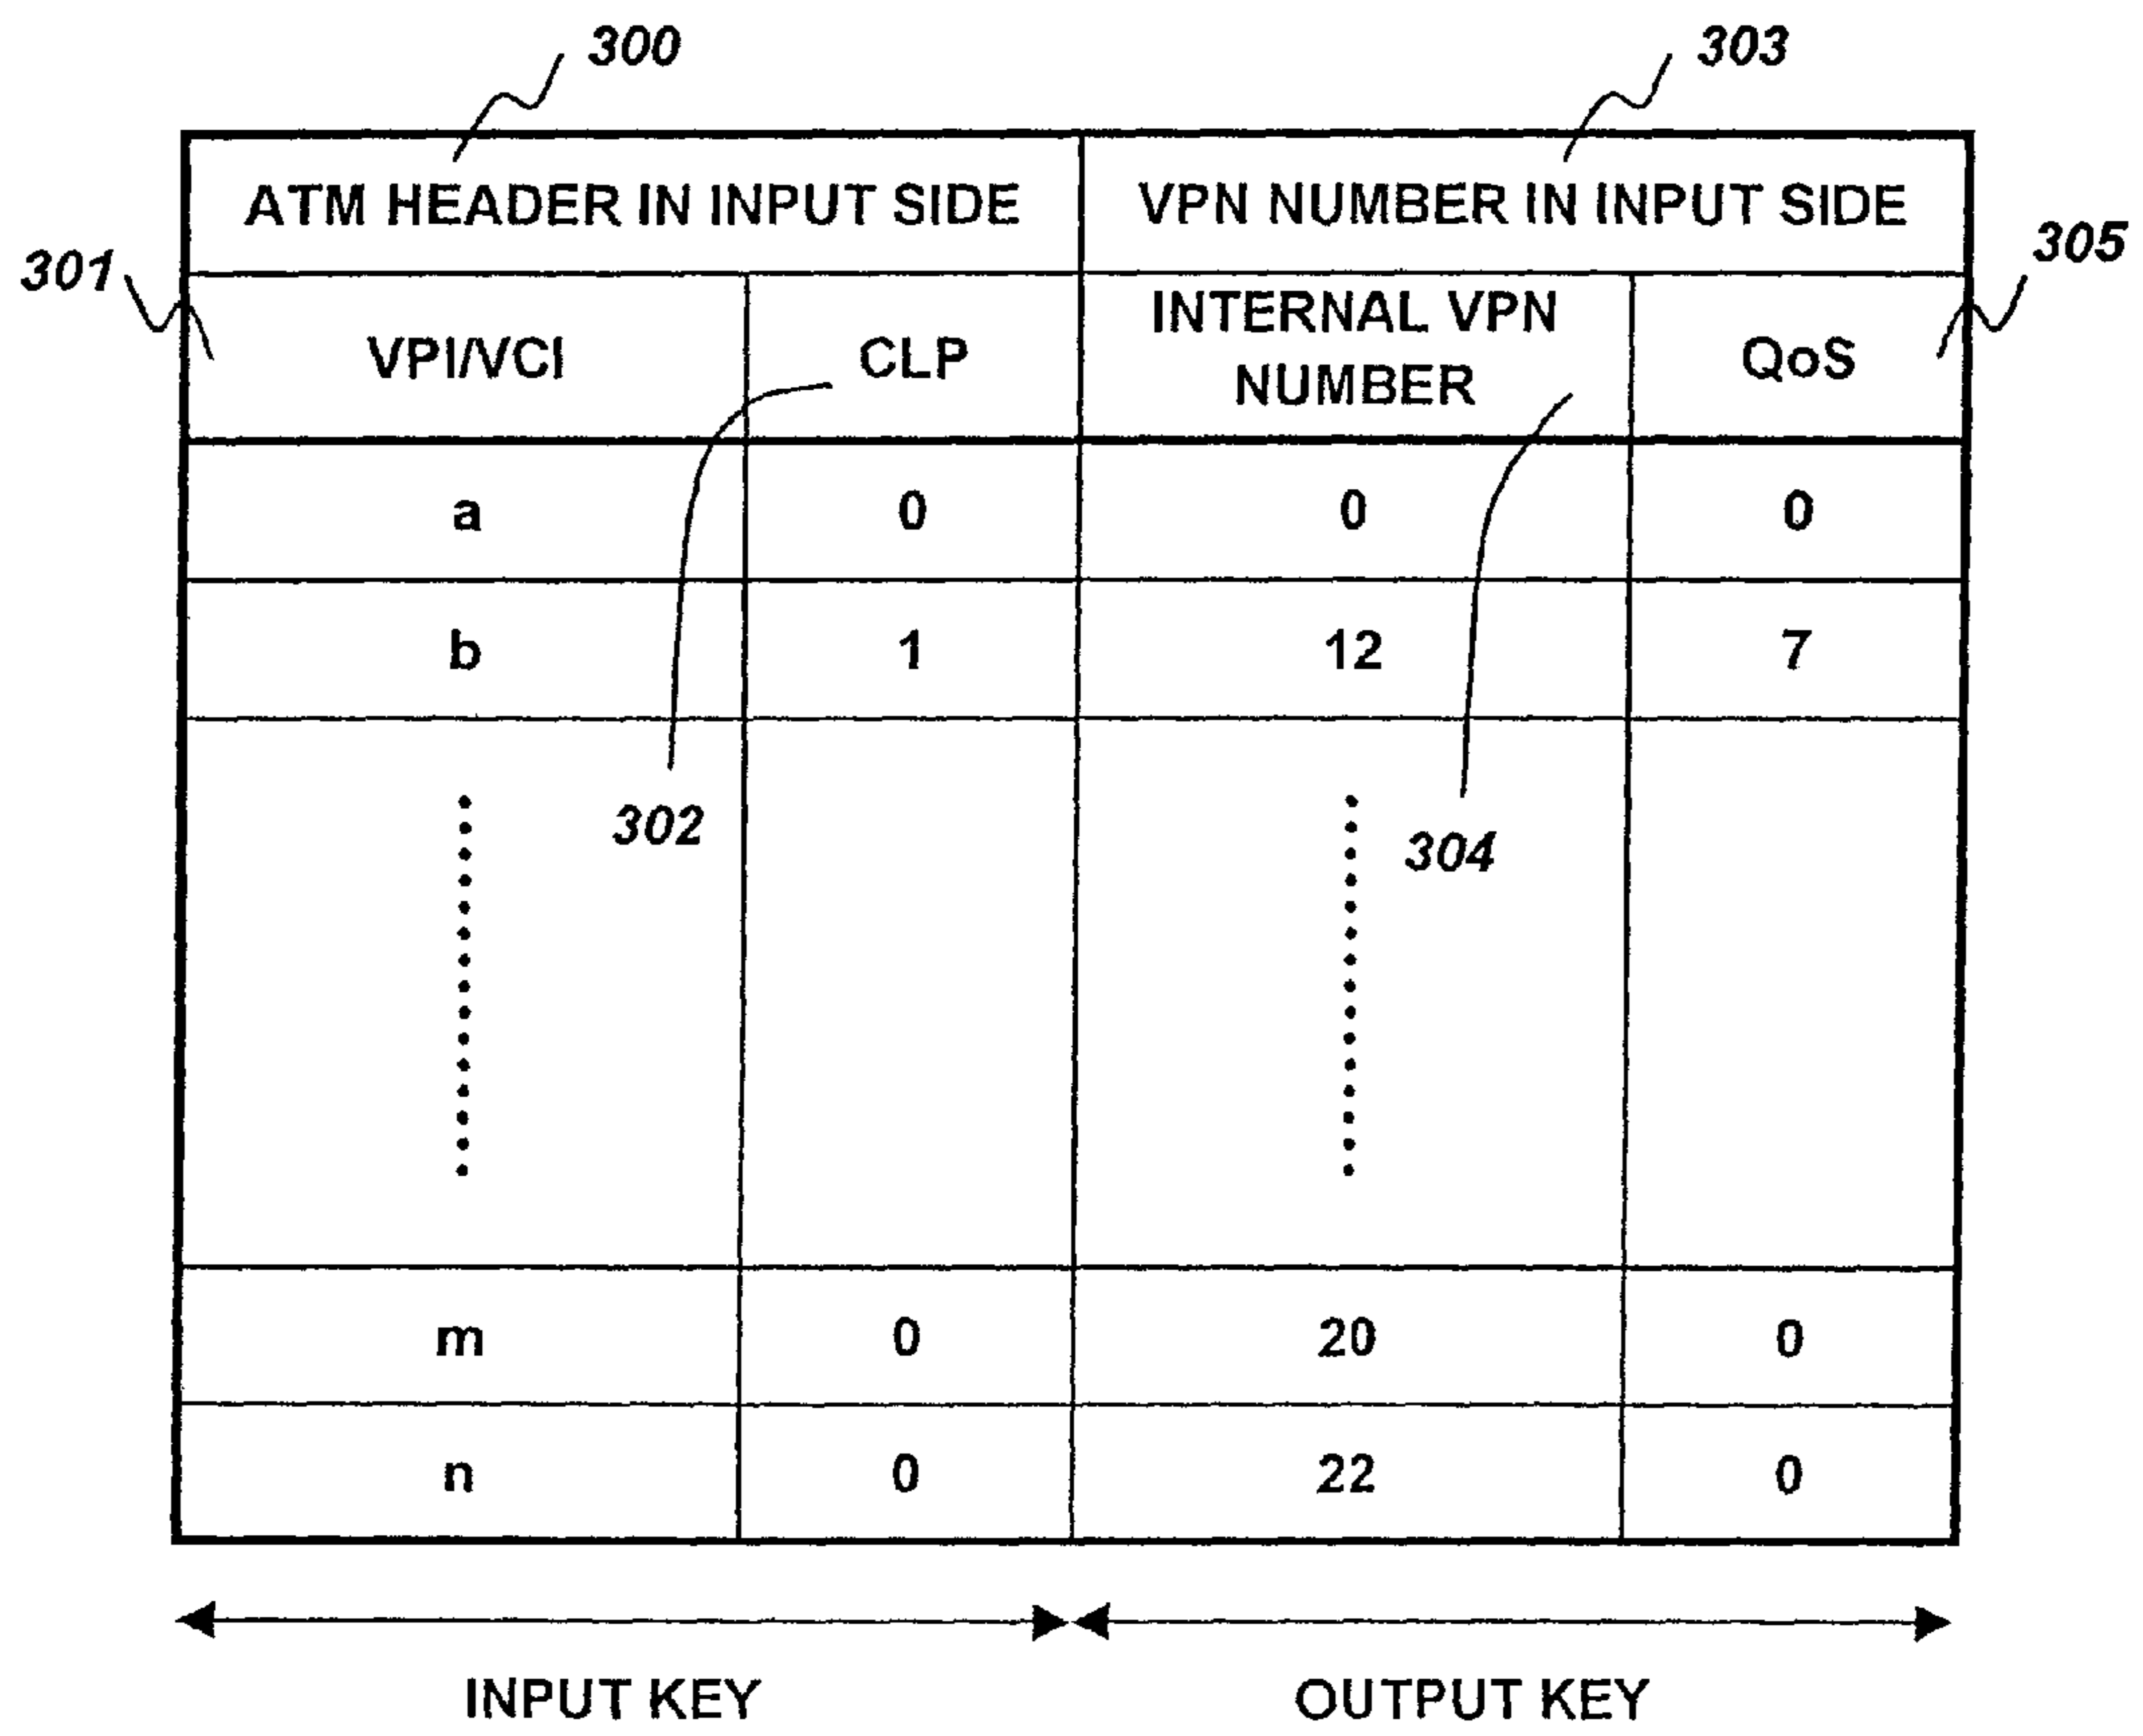 300
303
ATM HEADER IN INPUT SIDE
VPN NUMBER IN INPUT SIDE
301
305
VPI/VCI
CLP
INTERNAL VPN
NUMBER
QoS
a
0
0
0
b
1
12
7
302
304
m
0
20
0
n
0
22
0
INPUT KEY
OUTPUT KEY